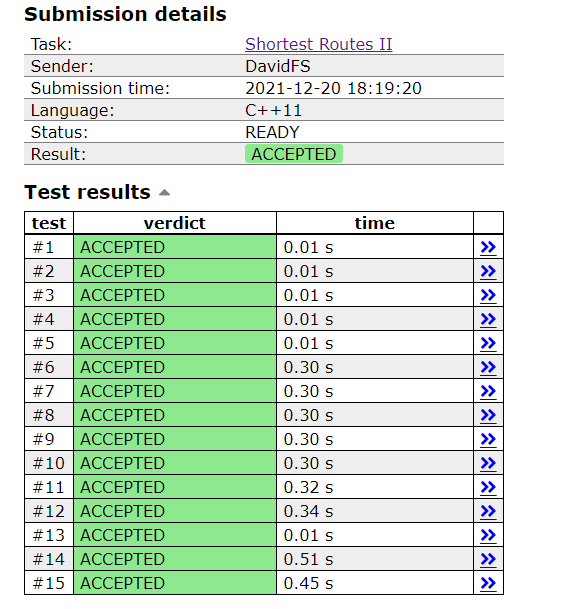 Submission details
Task: Shortest Routes II
Sender: DavidFS
Submission time: 2021-12-20 18:19:20
Language: C++11
Status: READY
Result: ACCEPTED
Test results
test verdict time
#1 ACCEPTED 0.01 s
#2 ACCEPTED 0.01 s
#3 ACCEPTED 0.01 s
#4 ACCEPTED 0.01 s
#5 ACCEPTED 0.01 s
#6 ACCEPTED 0.30 s
#7 ACCEPTED 0.30 s
#8 ACCEPTED 0.30 s
#9 ACCEPTED 0.30 s
#10 ACCEPTED 0.30 s
#11 ACCEPTED 0.32 s
#12 ACCEPTED 0.34 s
#13 ACCEPTED 0.01 s
#14 ACCEPTED 0.51 s
#15 ACCEPTED 0.45 s